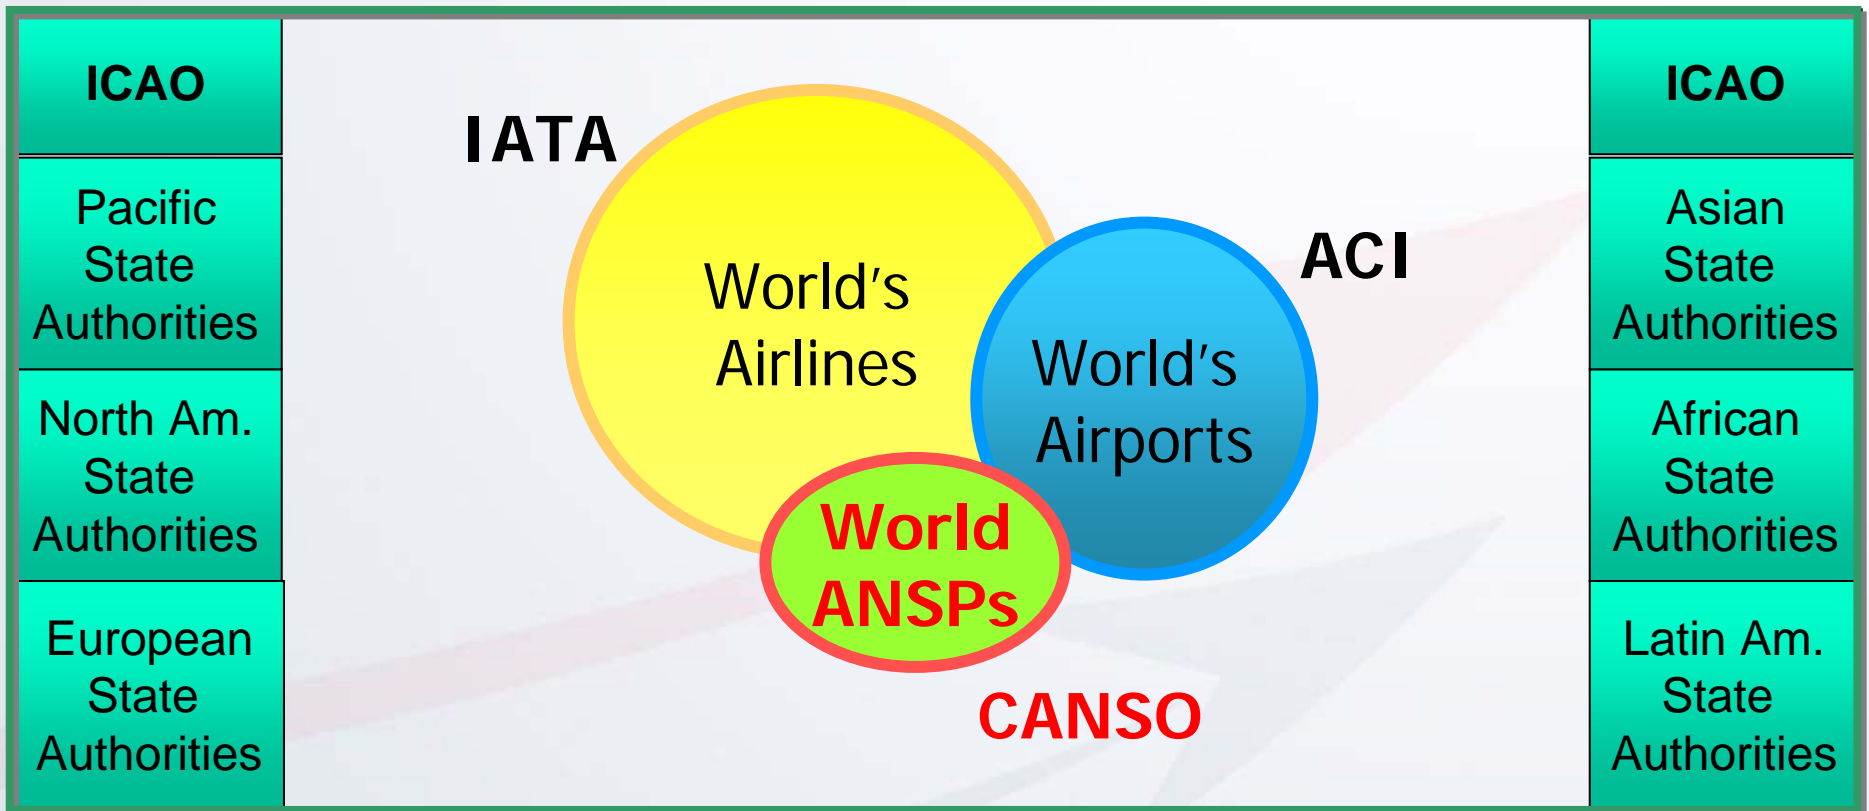 ICAO
Pacific
State
Authorities
North Am.
State
Authorities
European
State
Authorities
IATA
World's
Airlines
ACI
World's
Airports
World
ANSPs
CANSO
ICAO
Asian
State
Authorities
African
State
Authorities
Latin Am.
State
Authorities